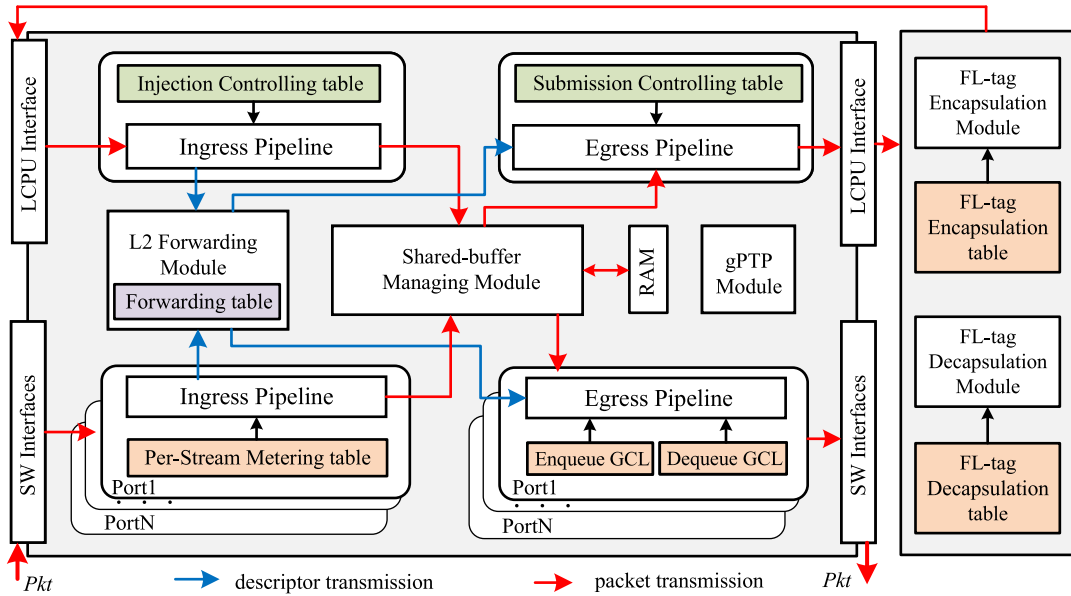 LCPU Interface
Injection Controlling table
Ingress Pipeline
Submission Controlling table
Egress Pipeline
LCPU Interface
FL-tag
Encapsulation
Module
FL-tag
Encapsulation
table
L2 Forwarding
Module
Forwarding table
Shared-buffer
Managing Module
RAM
gPTP
Module
SW Interfaces
Ingress Pipeline
Per-Stream Metering table
Port1
. . .
PortN
Egress Pipeline
Enqueue GCL
Dequeue GCL
Port1
. . .
PortN
SW Interfaces
FL-tag
Decapsulation
Module
FL-tag
Decapsulation
table
Pkt
descriptor transmission
packet transmission
Pkt